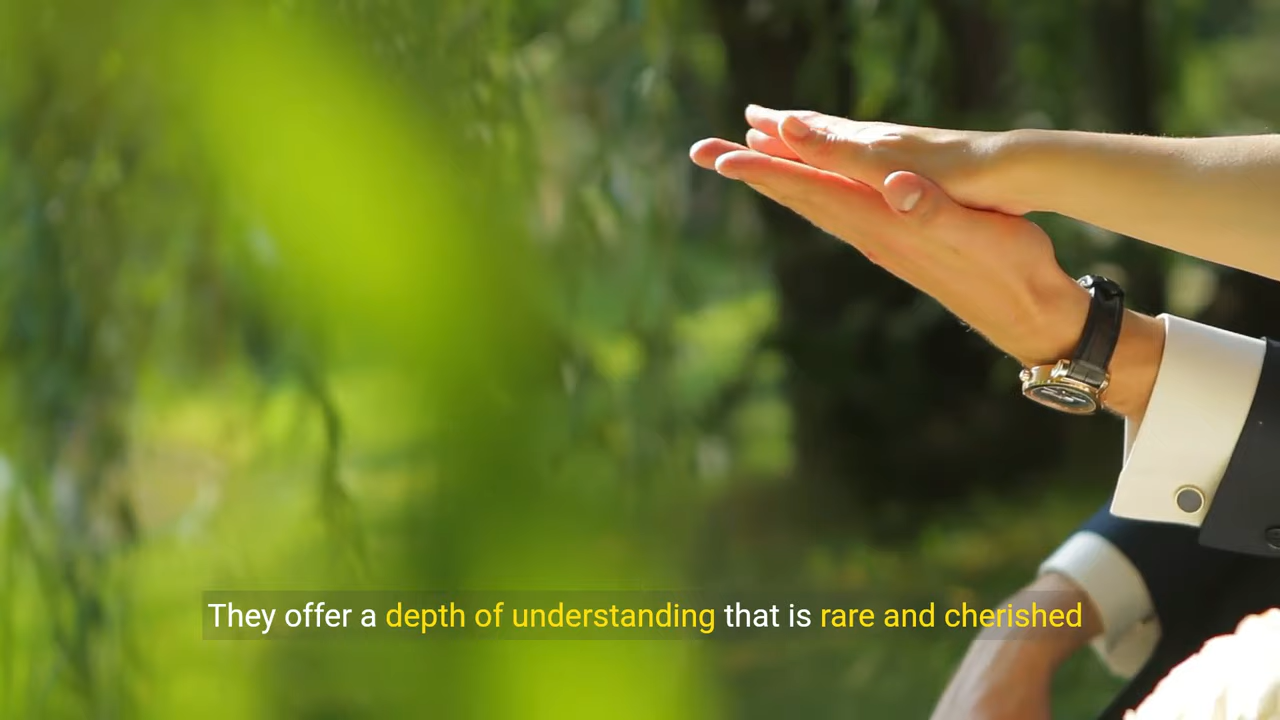 They offer a depth of understanding that is rare and cherished